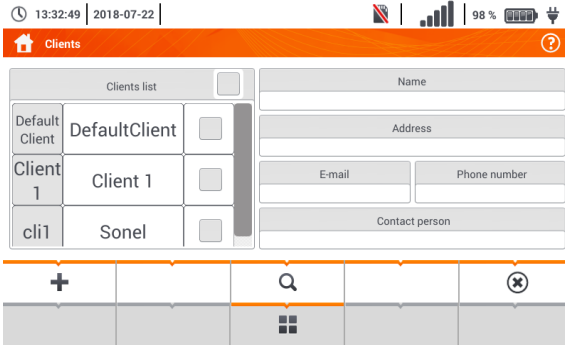 13:32:49 2018-07-22 98 %
Clients ?
Clients list
Default Client DefaultClient
Client 1 Client 1
cli1 Sonel
Name
Address
E-mail Phone number
Contact person